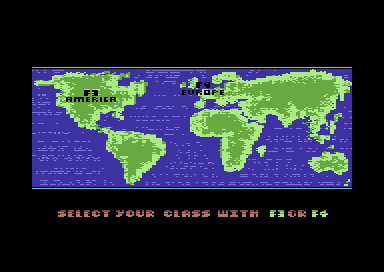 F3
AMERICA
F4
EUROPE
SELECT YOUR CLASS WITH F3 OR F4